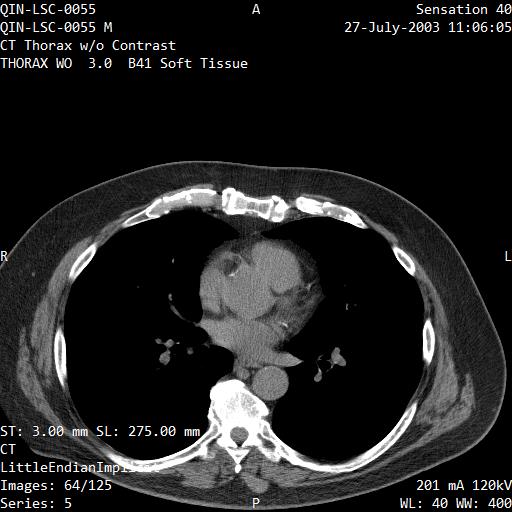 QIN-LSC-0055
A
Sensation 40
QIN-LSC-0055 M
27-July-2003 11:06:05
CT Thorax w/o Contrast
THORAX WO 3.0 B41 Soft Tissue
R
L
ST: 3.00 mm SL: 275.00 mm
CT
Images: 64/125
201 mA 120kV
Series: 5
P
WL: 40 WW: 400